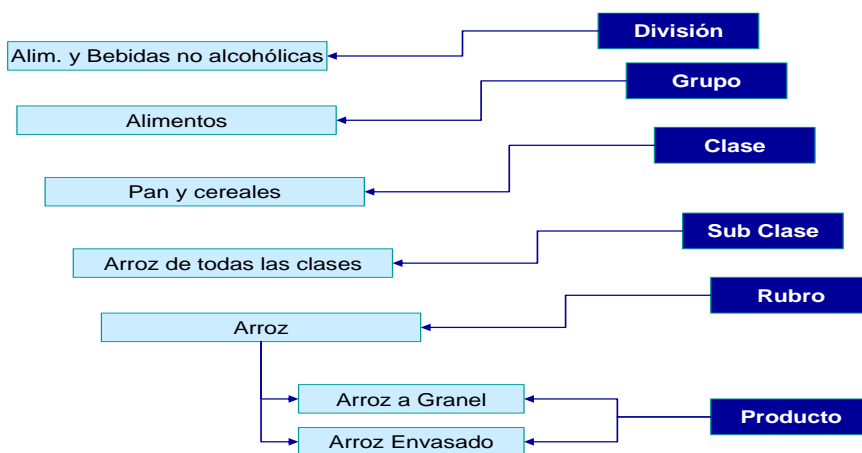 División
Alim. y Bebidas no alcohólicas
Grupo
Alimentos
Clase
Pan y cereales
Sub Clase
Arroz de todas las clases
Rubro
Arroz
Arroz a Granel
Producto
Arroz Envasado